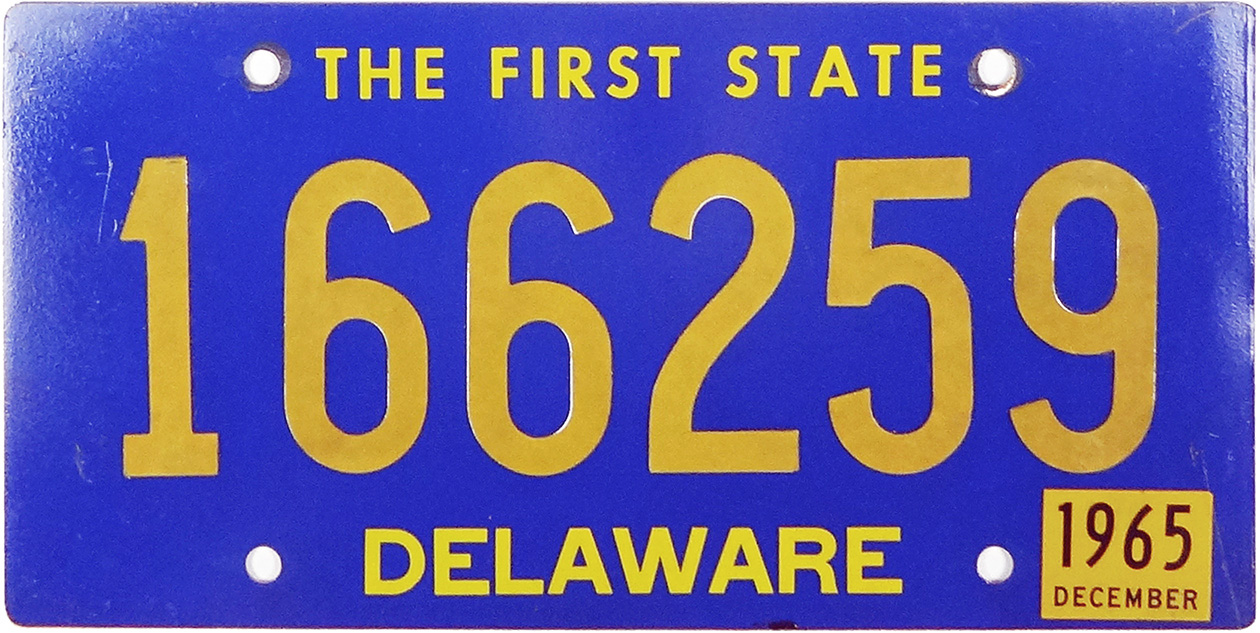 THE FIRST STATE
166259
DELAWARE
1965
DECEMBER